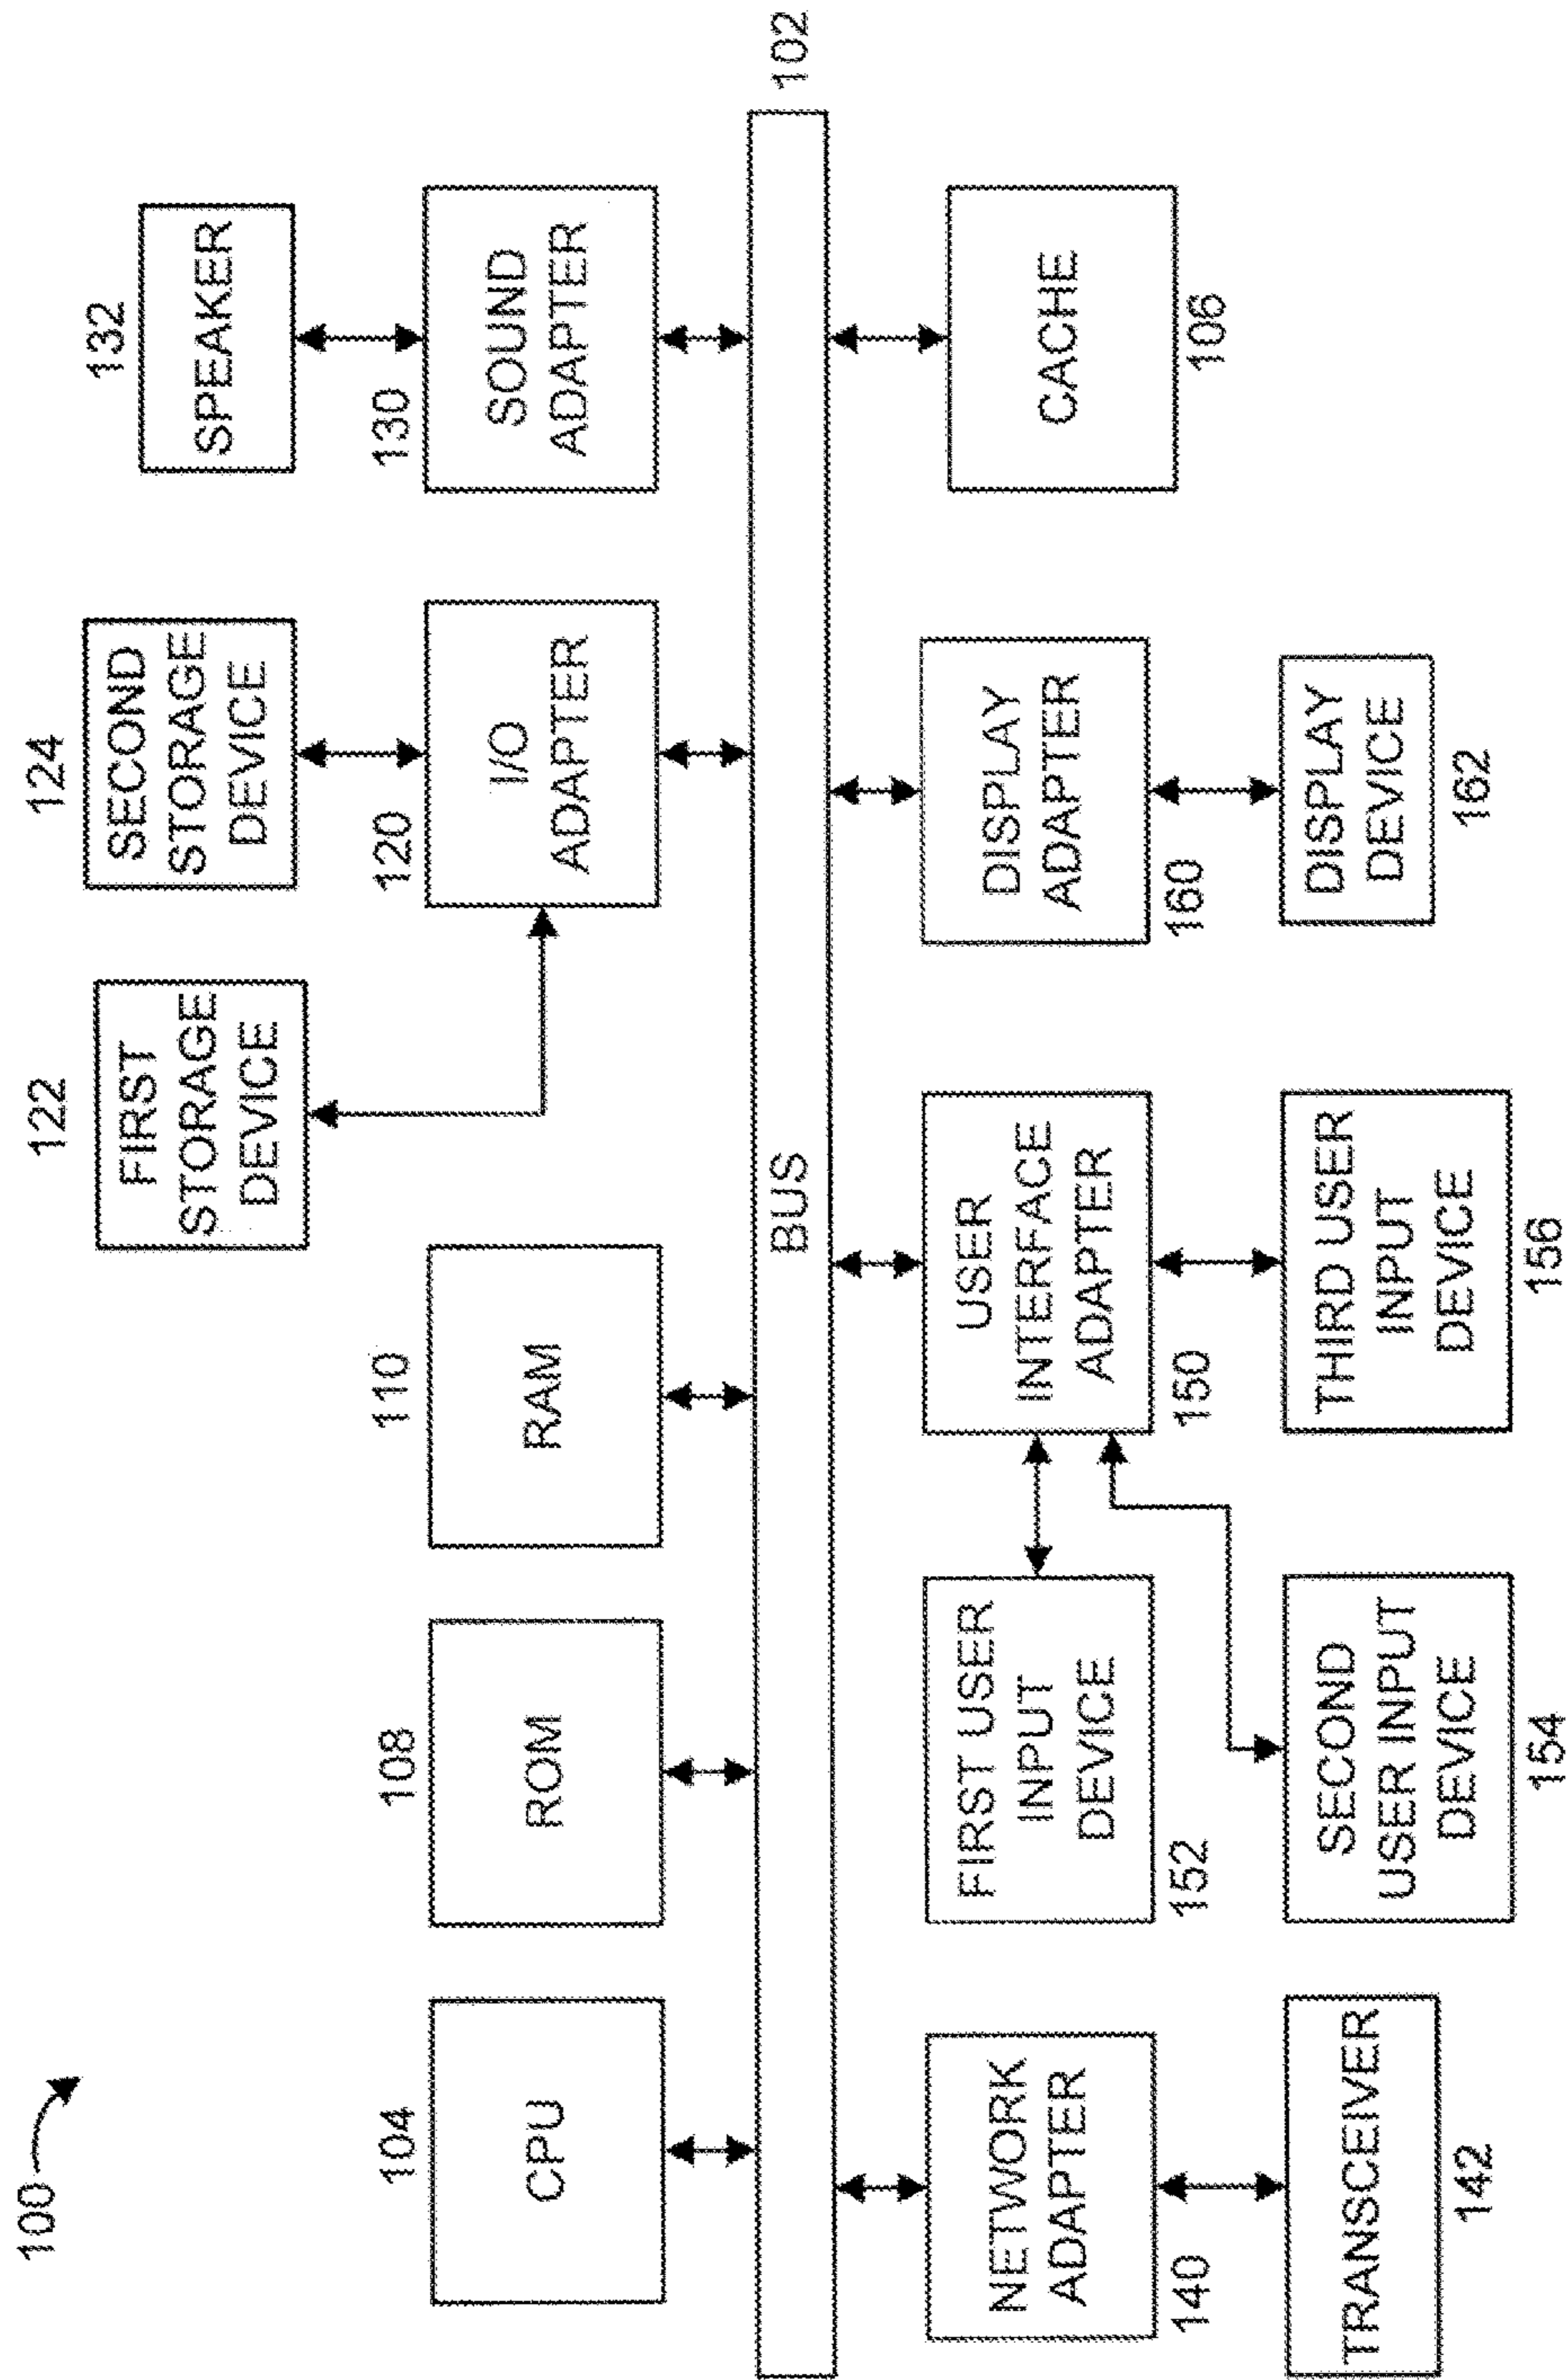 100
104
CPU
108
ROM
110
RAM
122
FIRST
STORAGE
DEVICE
124
SECOND
STORAGE
DEVICE
120
I/O
ADAPTER
132
SPEAKER
130
SOUND
ADAPTER
BUS
102
NETWORK
ADAPTER
140
TRANSCEIVER
142
FIRST USER
INPUT
DEVICE
152
SECOND
USER INPUT
DEVICE
154
USER
INTERFACE
ADAPTER
150
THIRD USER
INPUT
DEVICE
156
DISPLAY
ADAPTER
160
DISPLAY
DEVICE
162
CACHE
106